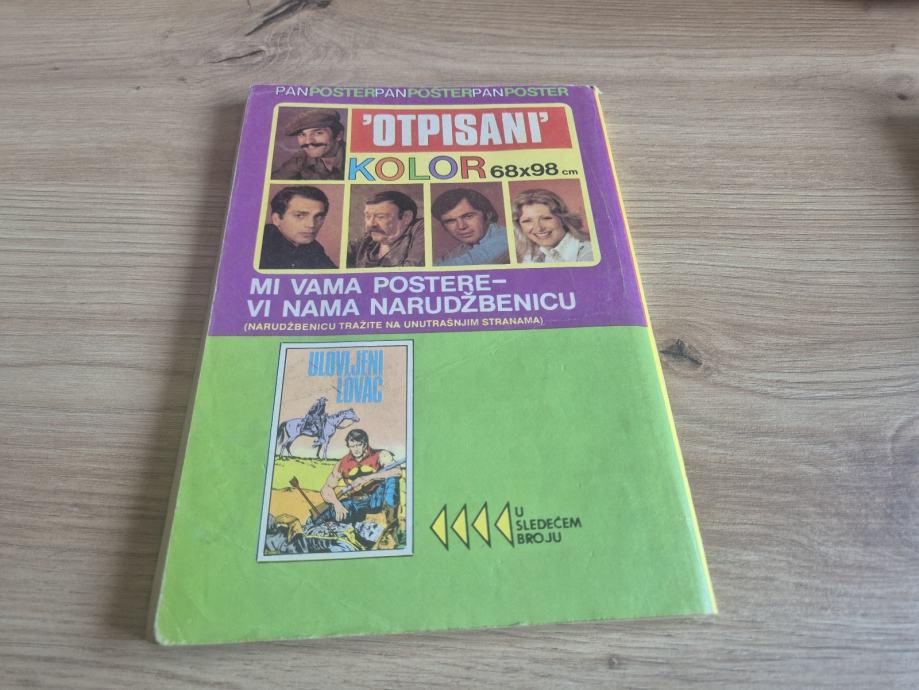 PANPOSTERPANPOSTERPANPOSTER
'OTPISANI'
KOLOR 68x98 cm
MI VAMA POSTERE–
VI NAMA NARUDŽBENICU
(NARUDŽBENICU TRAŽITE NA UNUTRAŠNJIM STRANAMA)
ULOVLJENI
LOVAC
U
SLEDEĆEM
BROJU